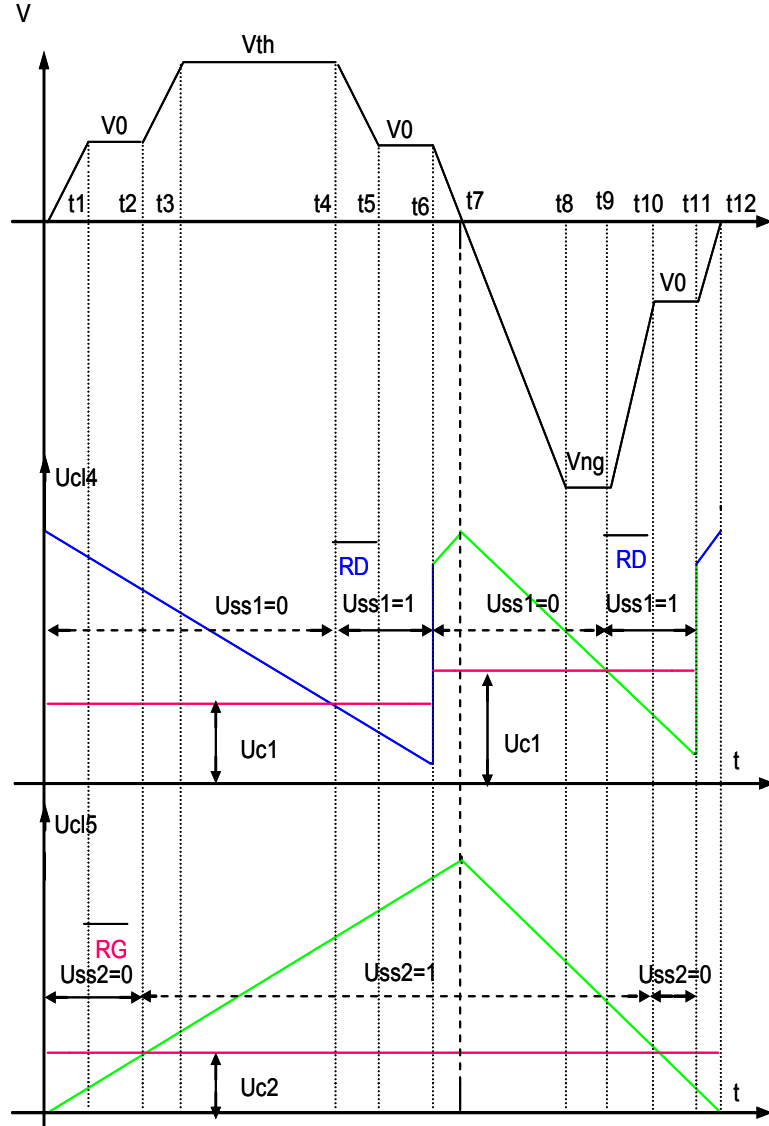 V
Vth
V0
V0
t1 t2 t3 t4 t5 t6 t7 t8 t9 t10 t11 t12
V0
Vng
Ucl4
RD
RD
Uss1=0 Uss1=1 Uss1=0 Uss1=1
Uc1
Uc1
t
Ucl5
RG
Uss2=0 Uss2=1 Uss2=0
Uc2
t